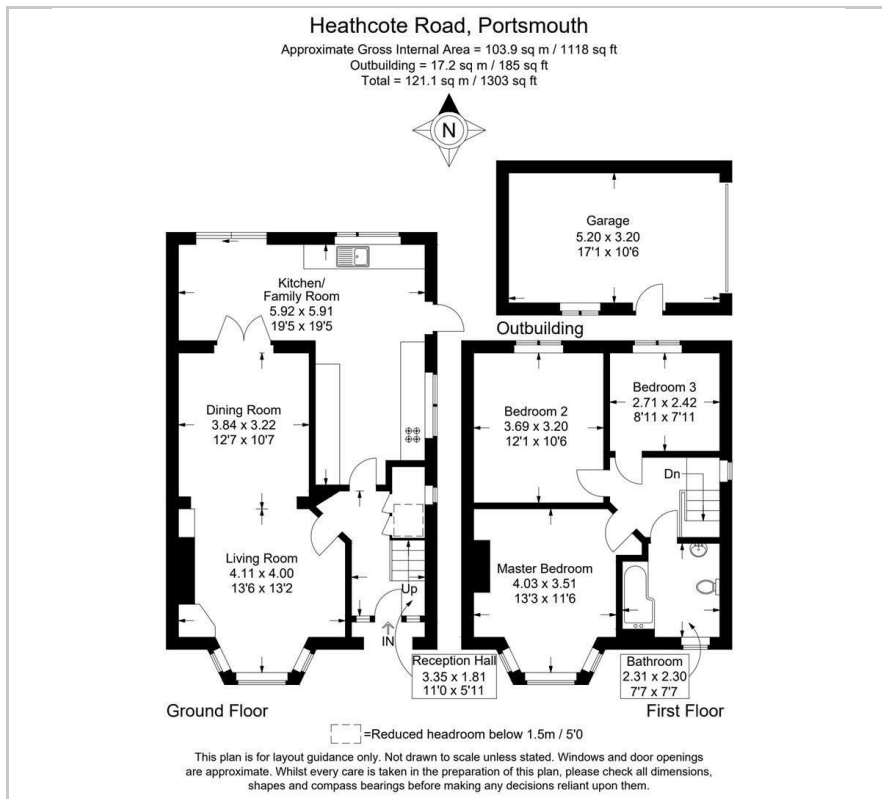 Heathcote Road, Portsmouth
Approximate Gross Internal Area = 103.9 sq m / 1118 sq ft
Outbuilding = 17.2 sq m / 185 sq ft
Total = 121.1 sq m / 1303 sq ft
N
Garage
5.20 x 3.20
17'1 x 10'6
Outbuilding
Kitchen/
Family Room
5.92 x 5.91
19'5 x 19'5
Dining Room
3.84 x 3.22
12'7 x 10'7
Living Room
4.11 x 4.00
13'6 x 13'2
Up
IN
Reception Hall
3.35 x 1.81
11'0 x 5'11
Ground Floor
Bedroom 2
3.69 x 3.20
12'1 x 10'6
Bedroom 3
2.71 x 2.42
8'11 x 7'11
Dn
Master Bedroom
4.03 x 3.51
13'3 x 11'6
Bathroom
2.31 x 2.30
7'7 x 7'7
First Floor
=Reduced headroom below 1.5m / 5'0
This plan is for layout guidance only. Not drawn to scale unless stated. Windows and door openings
are approximate. Whilst every care is taken in the preparation of this plan, please check all dimensions,
shapes and compass bearings before making any decisions reliant upon them.